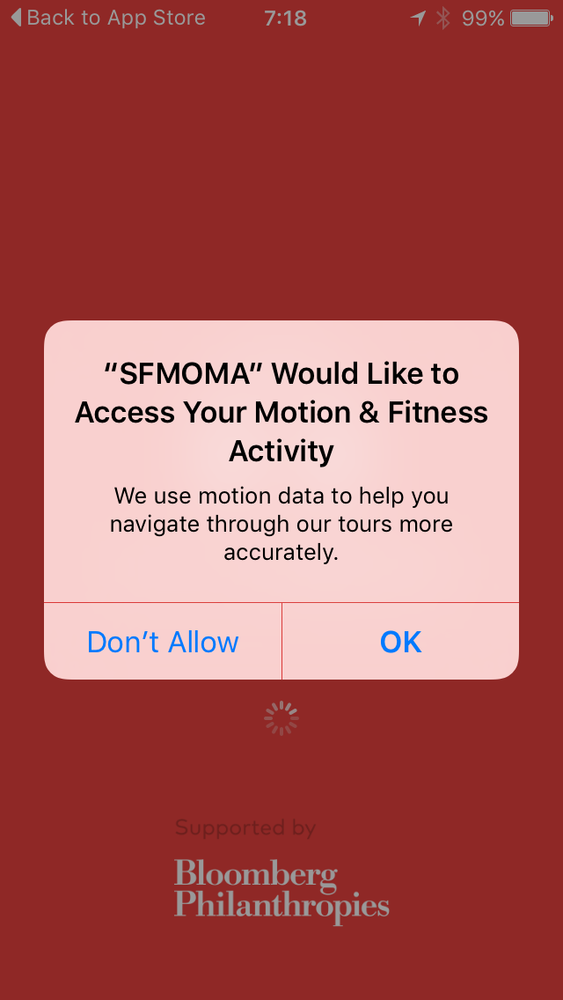 Back to App Store 7:18 99%
“SFMOMA” Would Like to
Access Your Motion & Fitness
Activity
We use motion data to help you
navigate through our tours more
accurately.
Don’t Allow OK
Supported by
Bloomberg
Philanthropies